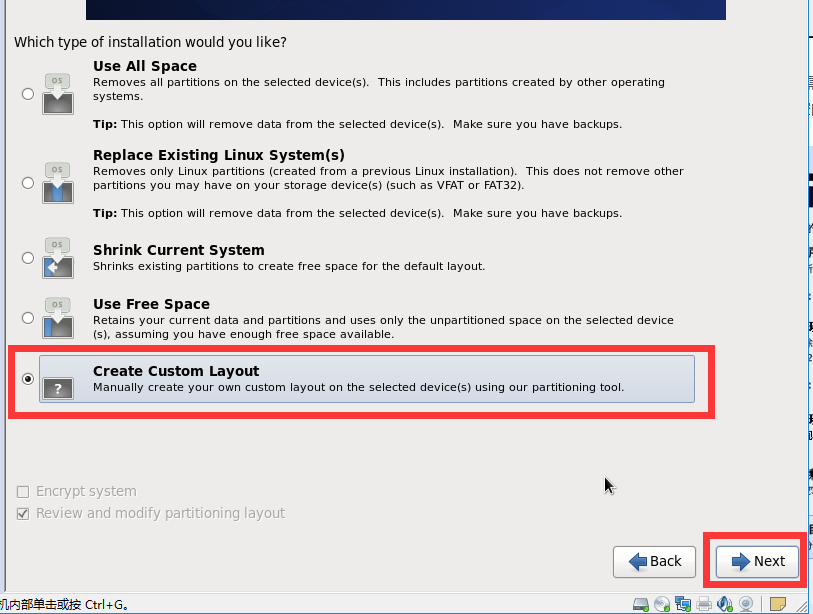 Which type of installation would you like?
OS
Use All Space
Removes all partitions on the selected device(s).  This includes partitions created by other operating
systems.
Tip: This option will remove data from the selected device(s).  Make sure you have backups.
OS
Replace Existing Linux System(s)
Removes only Linux partitions (created from a previous Linux installation).  This does not remove other
partitions you may have on your storage device(s) (such as VFAT or FAT32).
Tip: This option will remove data from the selected device(s).  Make sure you have backups.
OS
Shrink Current System
Shrinks existing partitions to create free space for the default layout.
OS
Use Free Space
Retains your current data and partitions and uses only the unpartitioned space on the selected device
(s), assuming you have enough free space available.
?
Create Custom Layout
Manually create your own custom layout on the selected device(s) using our partitioning tool.
Encrypt system
Review and modify partitioning layout
Back
Next
机内部单击或按 Ctrl+G。